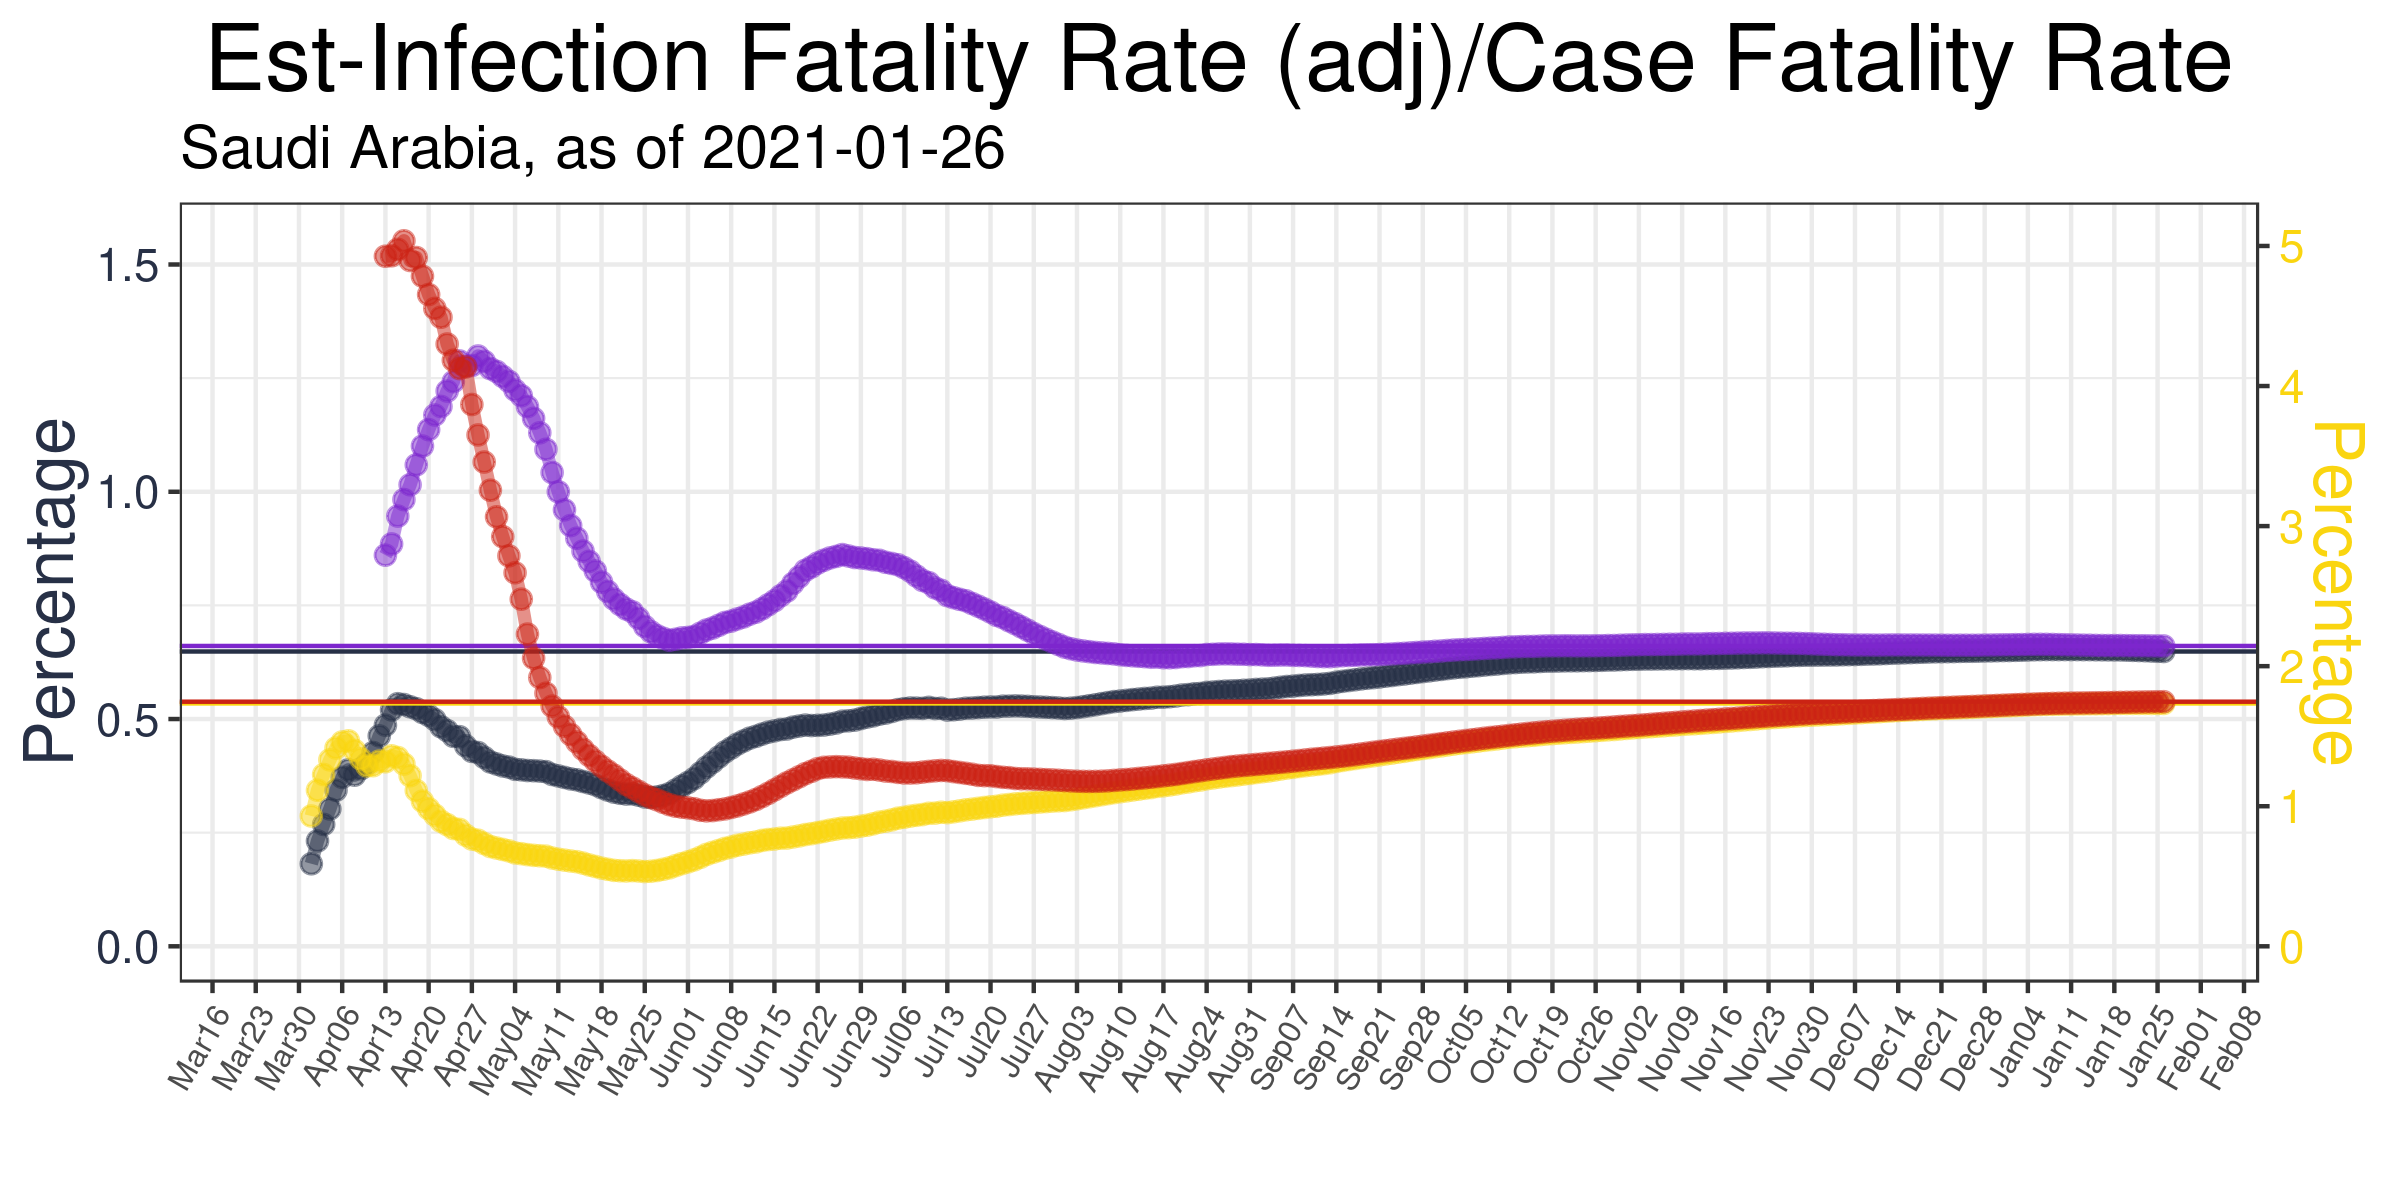 Est-Infection Fatality Rate (adj)/Case Fatality Rate
Saudi Arabia, as of 2021-01-26
Percentage
1.5
1.0
0.5
0.0
5
4
3
2
1
0
Percentage
Mar16
Mar23
Mar30
Apr06
Apr13
Apr20
Apr27
May04
May11
May18
May25
Jun01
Jun08
Jun15
Jun22
Jun29
Jul06
Jul13
Jul20
Jul27
Aug03
Aug10
Aug17
Aug24
Aug31
Sep07
Sep14
Sep21
Sep28
Oct05
Oct12
Oct19
Oct26
Nov02
Nov09
Nov16
Nov23
Nov30
Dec07
Dec14
Dec21
Dec28
Jan04
Jan11
Jan18
Jan25
Feb01
Feb08